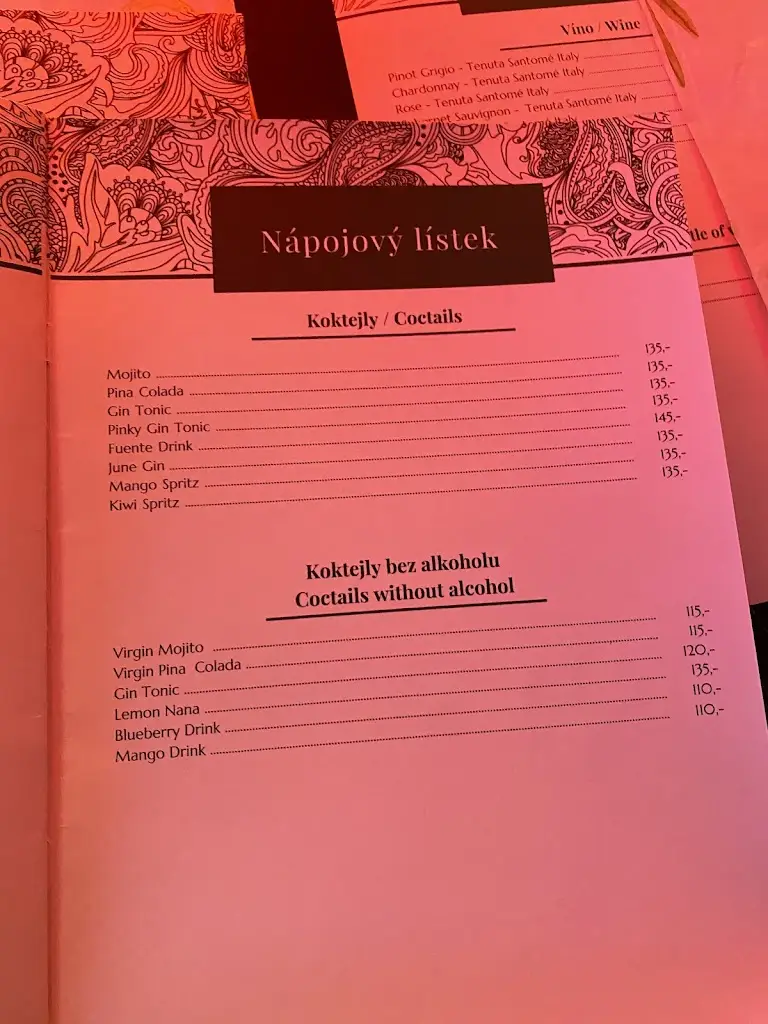 Víno / Wine
Pinot Grigio - Tenuta Santomé Italy
Chardonnay - Tenuta Santomé Italy
Rose - Tenuta Santomé Italy
Sauvignon - Tenuta Santomé Italy
Nápojový lístek
of
Koktejly / Coctails
Mojito 135,-
Pina Colada 135,-
Gin Tonic 135,-
Pinky Gin Tonic 135,-
Fuente Drink 145,-
June Gin 135,-
Mango Spritz 135,-
Kiwi Spritz 135,-
Koktejly bez alkoholu
Coctails without alcohol
Virgin Mojito 115,-
Virgin Pina Colada 115,-
Gin Tonic 120,-
Lemon Nana 135,-
Blueberry Drink 110,-
Mango Drink 110,-